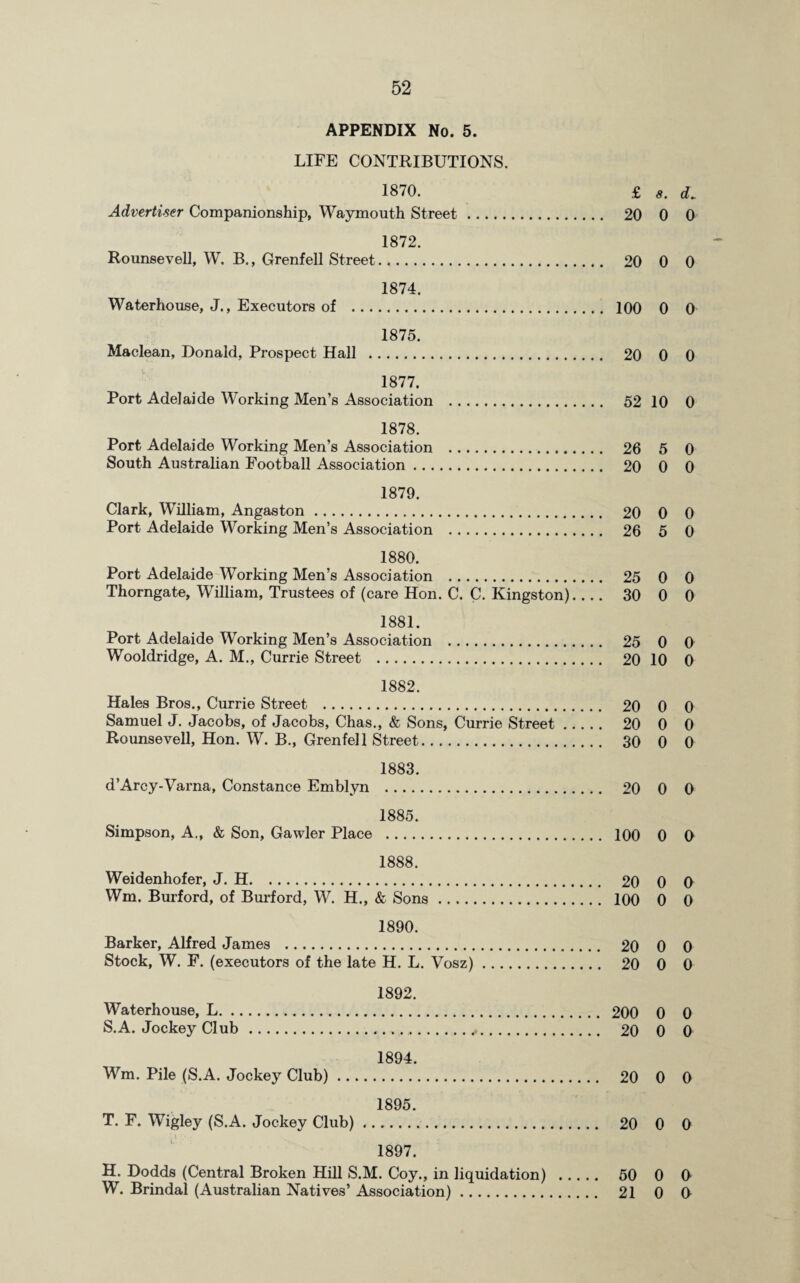 52
APPENDIX No. 5.
LIFE CONTRIBUTIONS.
1870. £ s. d.
Advertiser Companionship, Waymouth Street .................. 20 0 0
1872.
Rounsevell, W. B., Grenfell Street............................ 20 0 0
1874.
Waterhouse, J., Executors of ............................... 100 0 0
1875.
Maclean, Donald, Prospect Hall ............................. 20 0 0
1877.
Port Adelaide Working Men's Association .................... 52 10 0
1878.
Port Adelaide Working Men's Association .................... 26 5 0
South Australian Football Association ........................ 20 0 0
1879.
Clark, William, Angaston .................................... 20 0 0
Port Adelaide Working Men's Association .................... 26 5 0
1880.
Port Adelaide Working Men's Association .................... 25 0 0
Thorngate, William, Trustees of (care Hon. C. C. Kingston).... 30 0 0
1881.
Port Adelaide Working Men's Association .................... 25 0 0
Wooldridge, A. M., Currie Street ............................ 20 10 0
1882.
Hales Bros., Currie Street .................................. 20 0 0
Samuel J. Jacobs, of Jacobs, Chas., & Sons, Currie Street ..... 20 0 0
Rounsevell, Hon. W. B., Grenfell Street....................... 30 0 0
1883.
d'Arcy-Varna, Constance Emblyn ........................... 20 0 0
1885.
Simpson, A., & Son, Gawler Place .......................... 100 0 0
1888.
Weidenhofer, J. H. .......................................... 20 0 0
Wm. Burford, of Burford, W. H., & Sons .................... 100 0 0
1890.
Barker, Alfred James ....................................... 20 0 0
Stock, W. F. (executors of the late H. L. Vosz) ............... 20 0 0
1892.
Waterhouse, L. ............................................. 200 0 0
S.A. Jockey Club ........................................... 20 0 0
1894.
Wm. Pile (S.A. Jockey Club) ................................ 20 0 0
1895.
T. F. Wigley (S.A. Jockey Club) ............................. 20 0 0
1897.
H. Dodds (Central Broken Hill S.M. Coy., in liquidation) ..... 50 0 0
W. Brindal (Australian Natives' Association) ................. 21 0 0